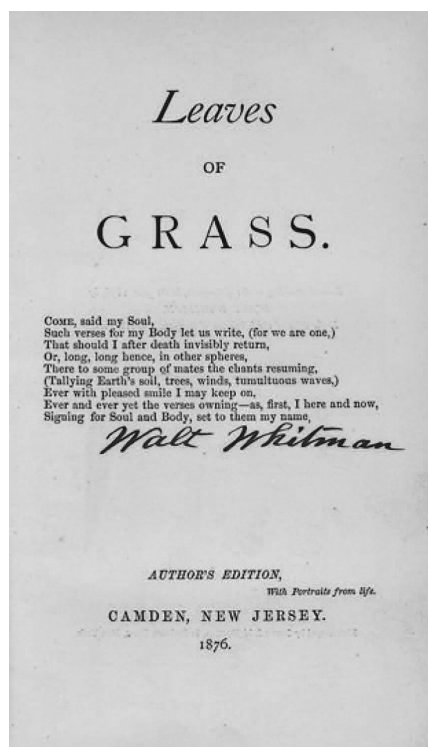 Leaves
OF
GRASS.
COME, said my Soul,
Such verses for my Body let us write, (for we are one,)
That should I after death invisibly return,
Or, long, long hence, in other spheres,
There to some group of mates the chants resuming,
(Tallying Earth's soil, trees, winds, tumultuous waves,)
Ever with pleased smile I may keep on,
Ever and ever yet the verses owning—as, first, I here and now,
Signing for Soul and Body, set to them my name,
Walt Whitman
AUTHOR'S EDITION,
With Portraits from life.
CAMDEN, NEW JERSEY.
1876.